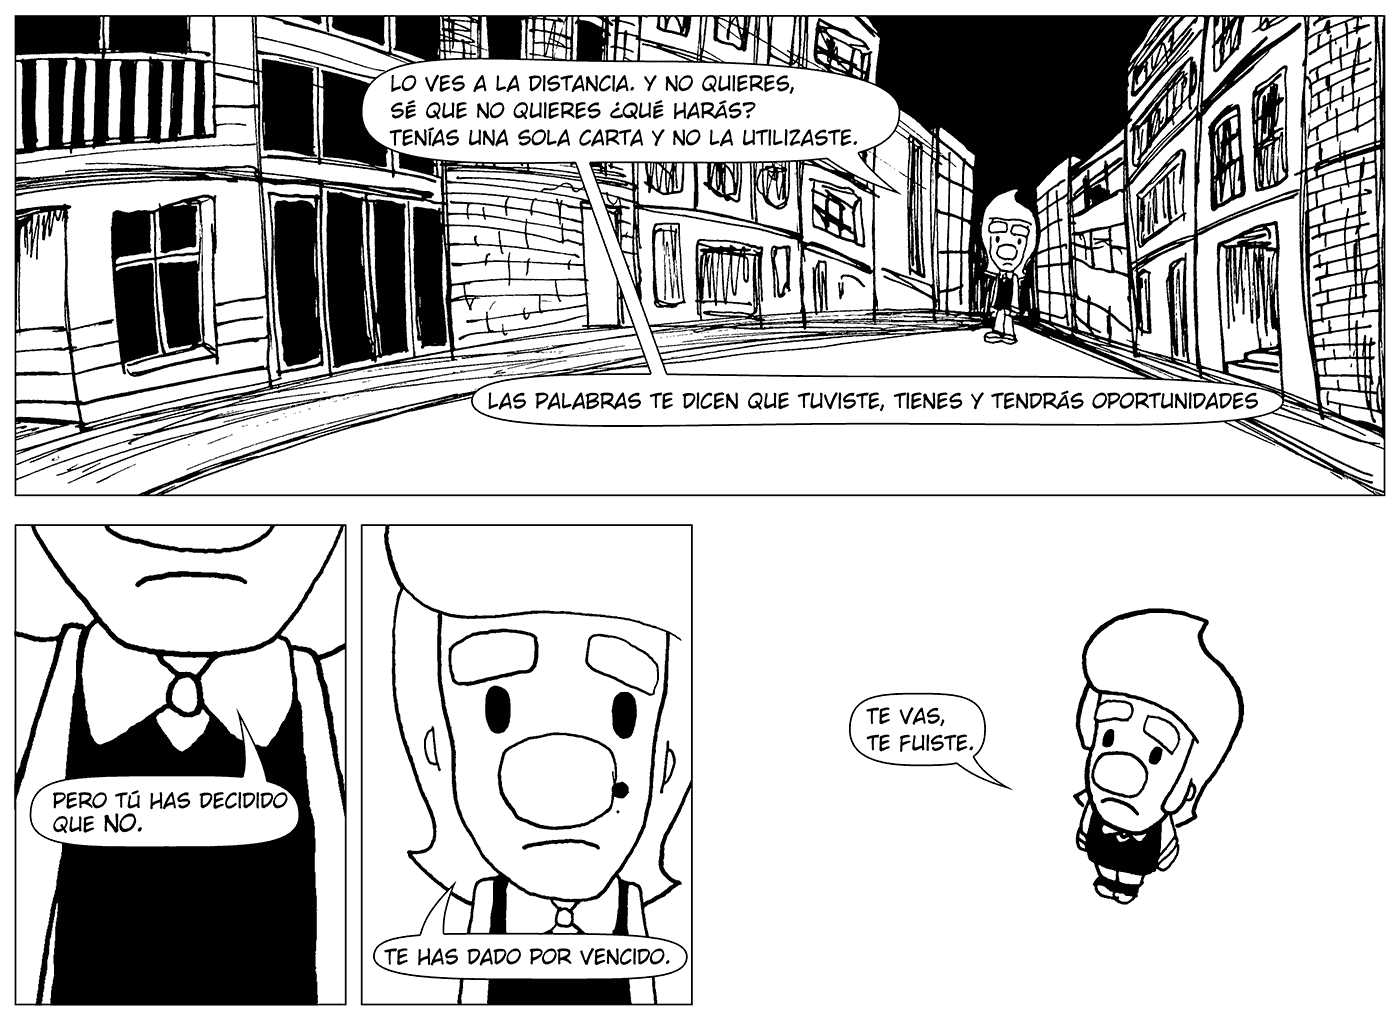 LO VES A LA DISTANCIA. Y NO QUIERES,
SÉ QUE NO QUIERES ¿QUÉ HARÁS?
TENÍAS UNA SOLA CARTA Y NO LA UTILIZASTE.
LAS PALABRAS TE DICEN QUE TUVISTE, TIENES Y TENDRÁS OPORTUNIDADES
PERO TÚ HAS DECIDIDO
QUE NO.
TE HAS DADO POR VENCIDO.
TE VAS,
TE FUISTE.